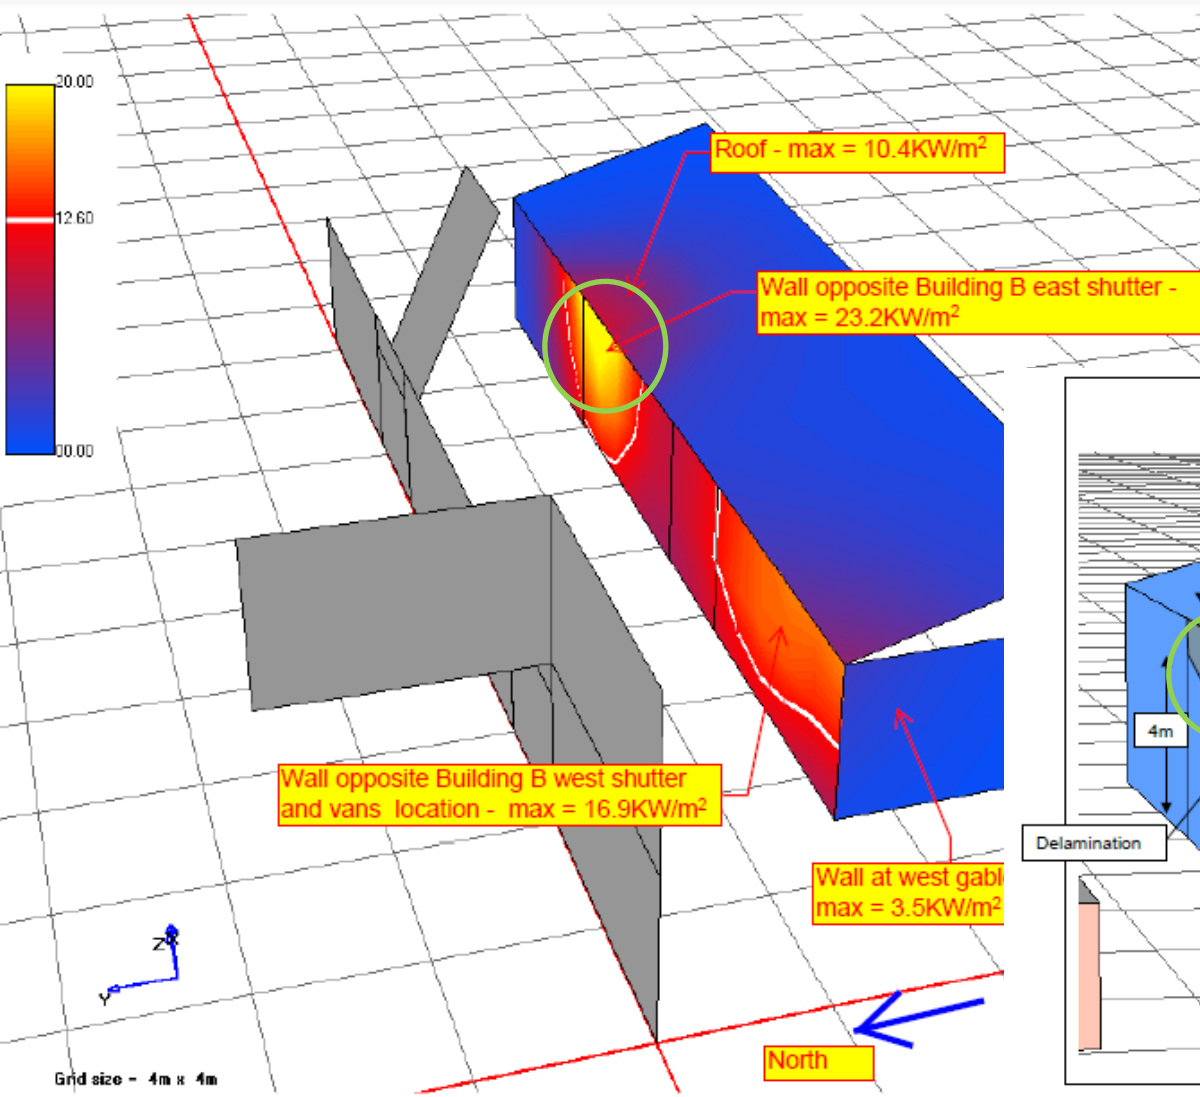 20.00
12.60
00.00
Roof - max = 10.4KW/m²
Wall opposite Building B east shutter -
max = 23.2KW/m²
4m
Wall opposite Building B west shutter
and vans location - max = 16.9KW/m²
Delamination
Wall at west gabl
max = 3.5KW/m²
Z X
Y
North
Grid size - 4m x 4m